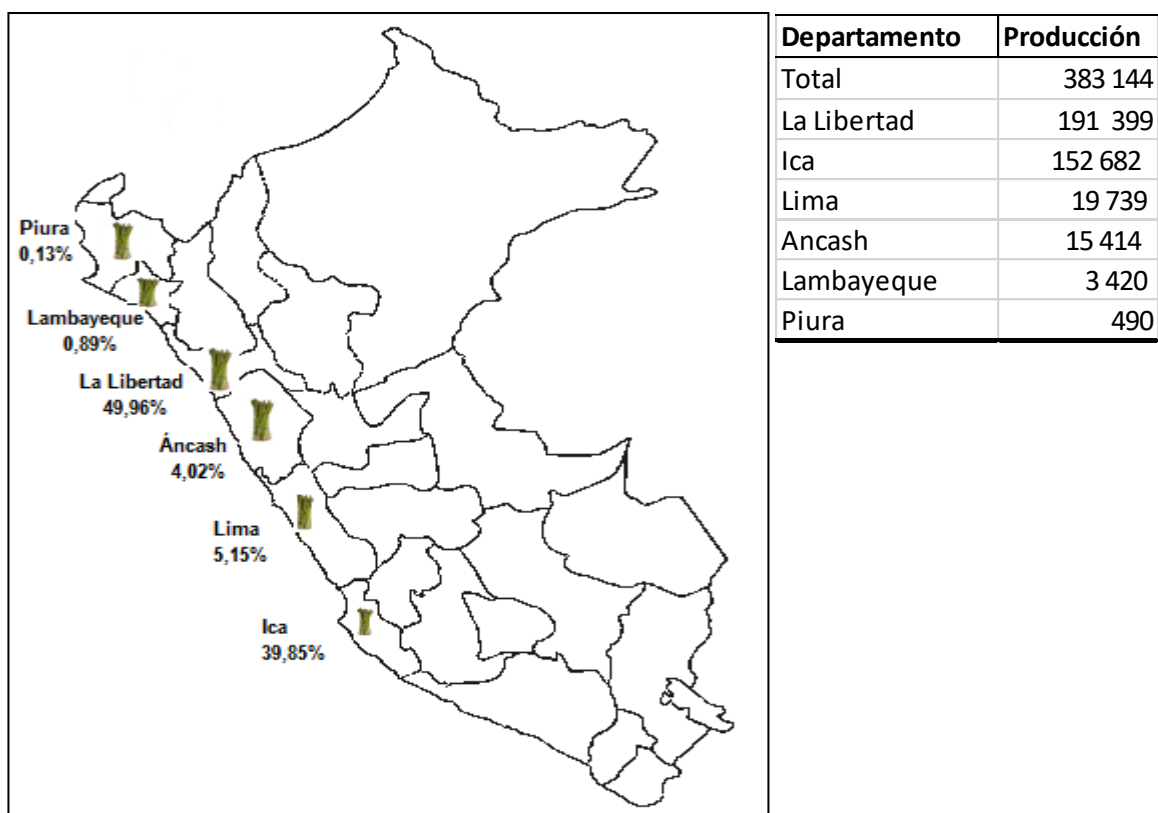 Piura
0,13%
Lambayeque
0,89%
La Libertad
49,96%
Áncash
4,02%
Lima
5,15%
Ica
39,85%
Departamento Producción
Total 383 144
La Libertad 191 399
Ica 152 682
Lima 19 739
Ancash 15 414
Lambayeque 3 420
Piura 490